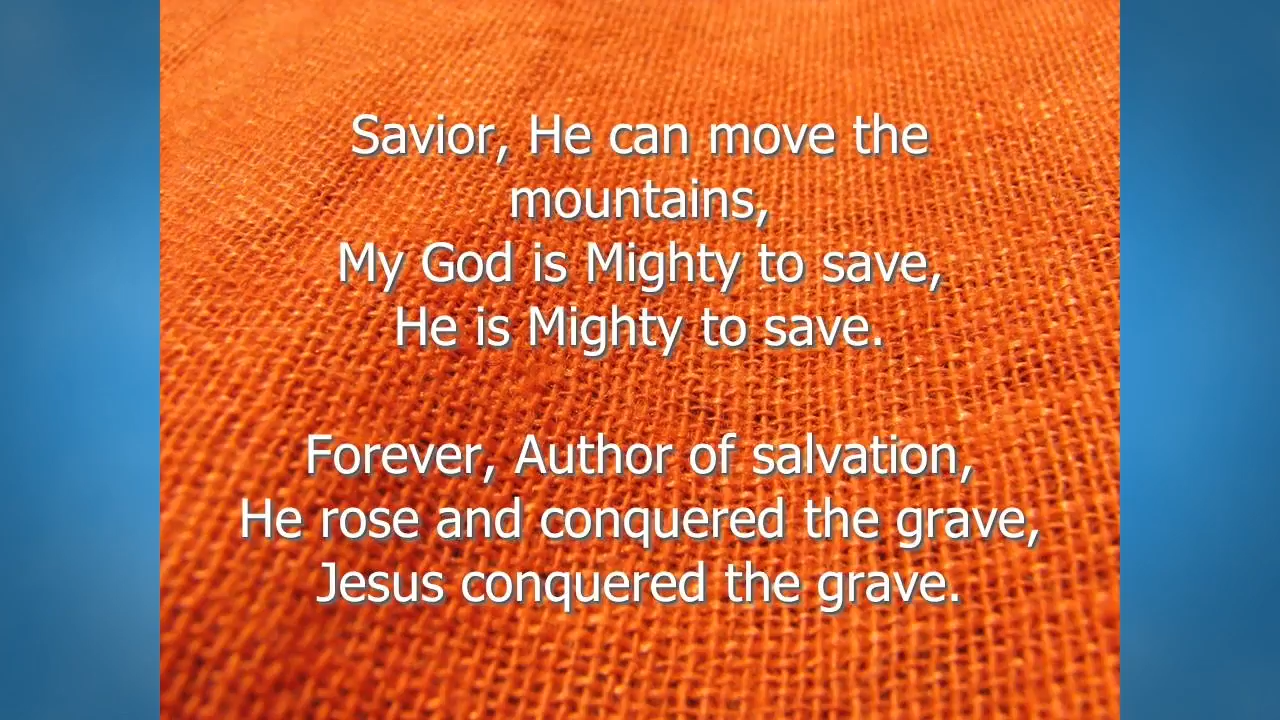 Savior, He can move the
mountains,
My God is Mighty to save,
He is Mighty to save.
Forever, Author of salvation,
He rose and conquered the grave,
Jesus conquered the grave.